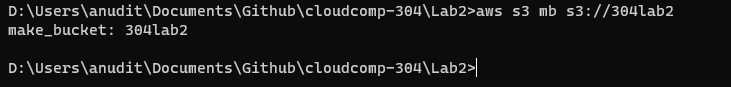 D:\Users\anudit\Documents\Github\cloudcomp-304\Lab2>aws s3 mb s3://304lab2
make_bucket: 304lab2
D:\Users\anudit\Documents\Github\cloudcomp-304\Lab2>